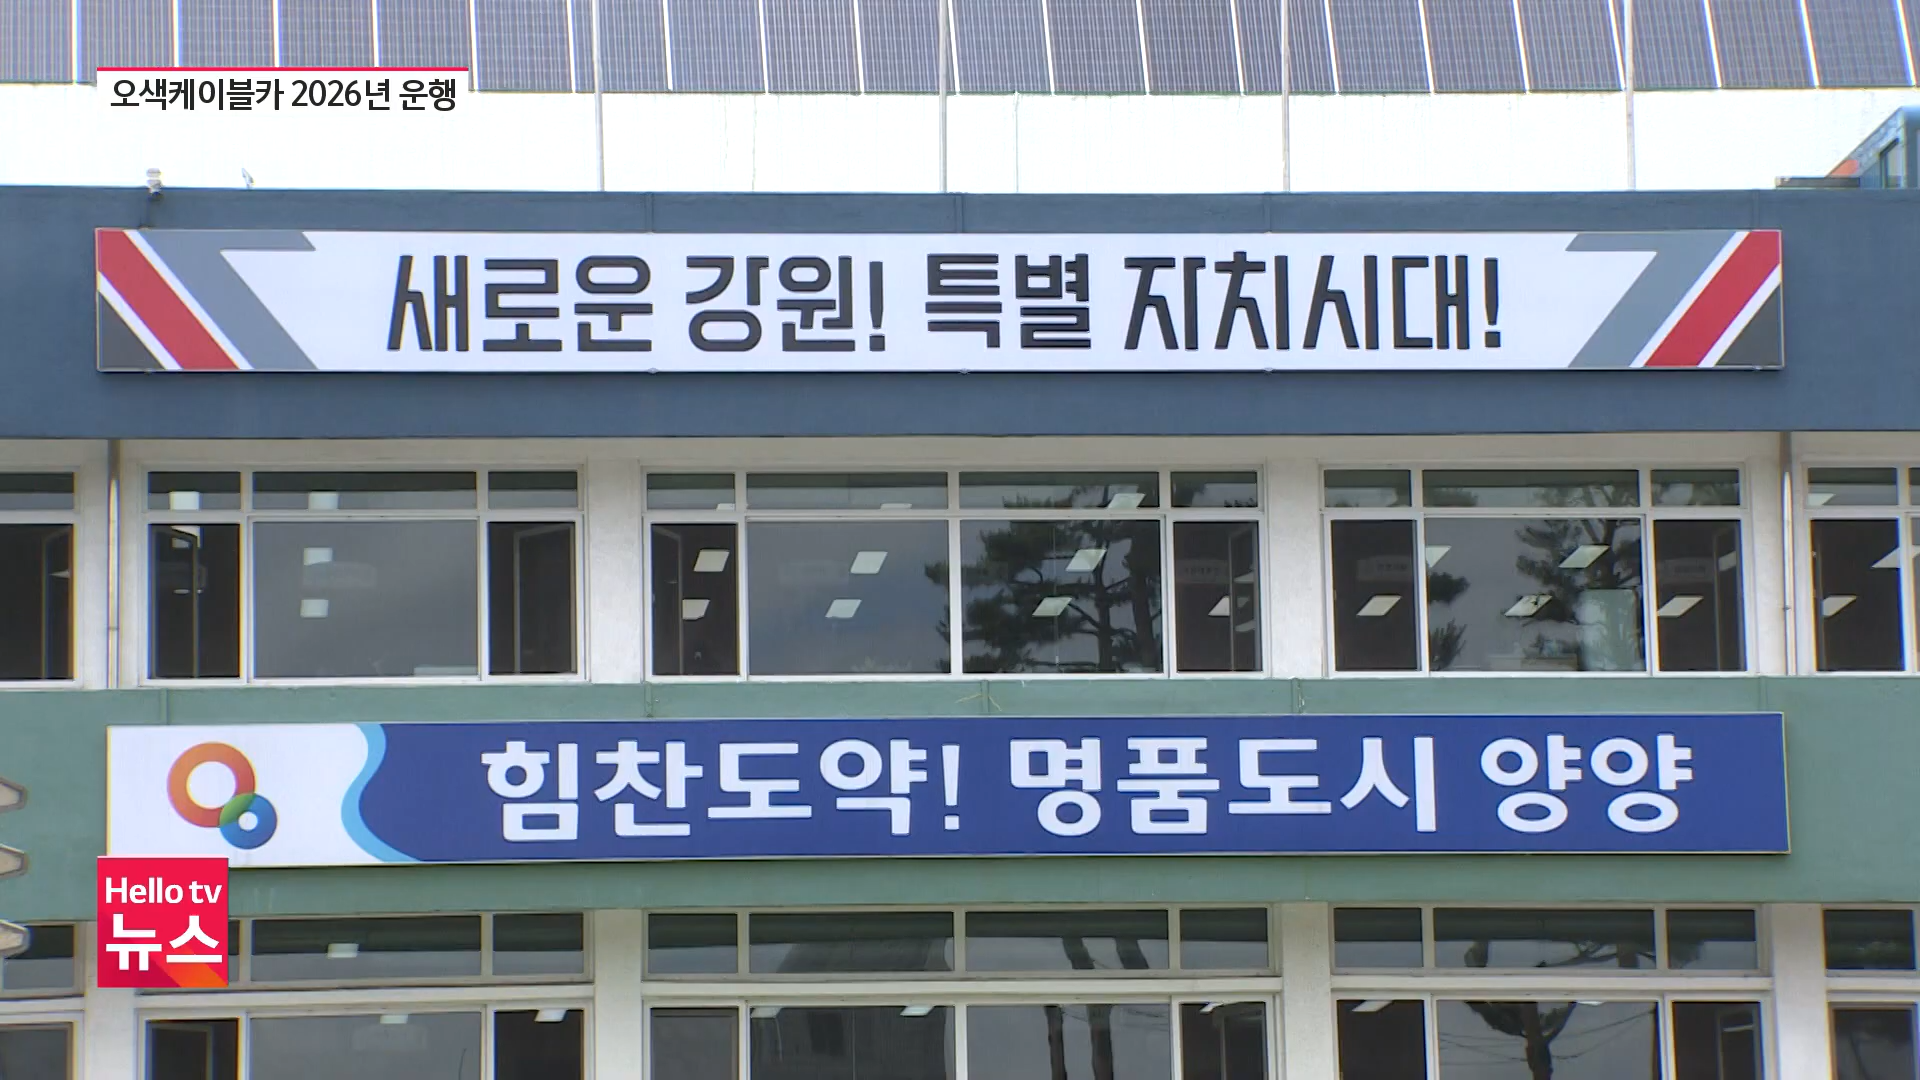 오색케이블카 2026년 운행
새로운 강원! 특별 자치시대!
힘찬도약! 명품도시 양양
Hello tv
뉴스